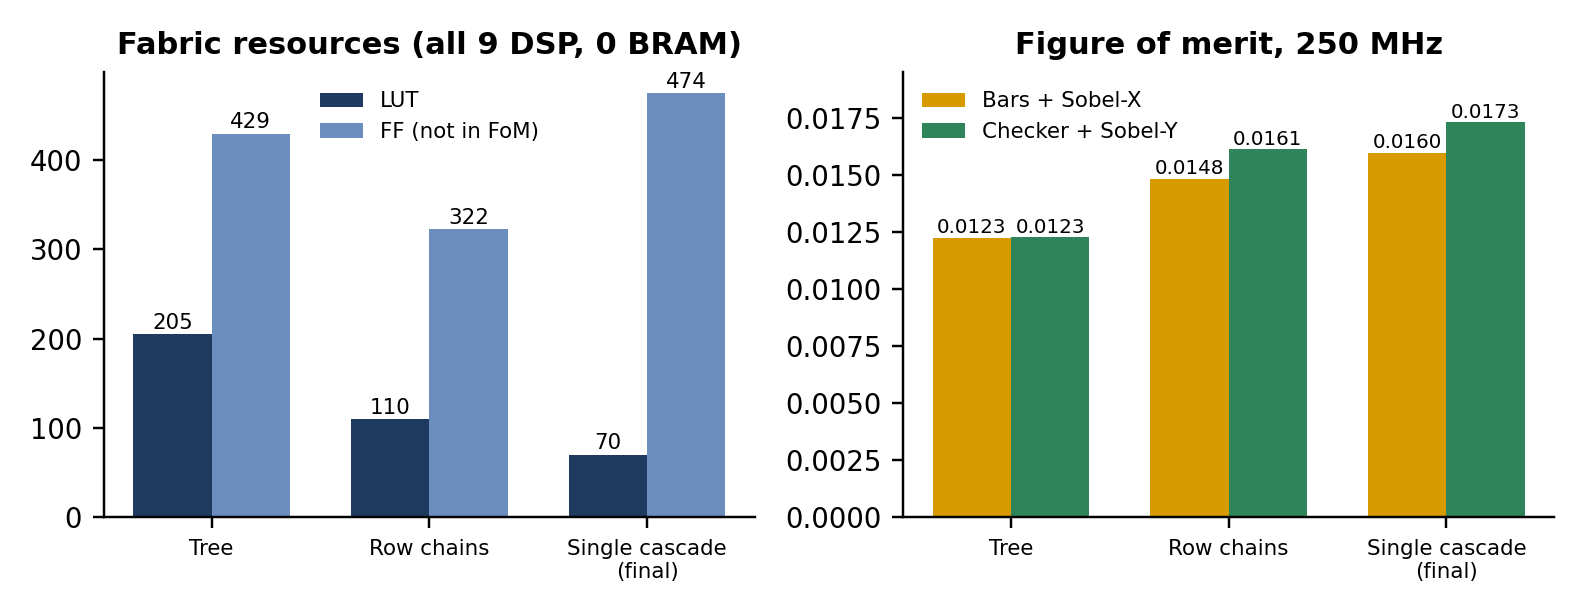 Fabric resources (all 9 DSP, 0 BRAM)
LUT
FF (not in FoM)
400
300
200
100
0
205
429
110
322
70
474
Tree
Row chains
Single cascade
(final)
Figure of merit, 250 MHz
Bars + Sobel-X
Checker + Sobel-Y
0.0175
0.0150
0.0125
0.0100
0.0075
0.0050
0.0025
0.0000
0.0123
0.0123
0.0148
0.0161
0.0160
0.0173
Tree
Row chains
Single cascade
(final)